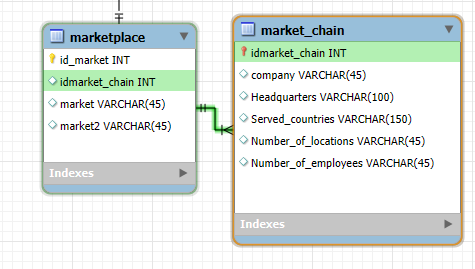 marketplace
id_market INT
idmarket_chain INT
market VARCHAR(45)
market2 VARCHAR(45)
Indexes
market_chain
idmarket_chain INT
company VARCHAR(45)
Headquarters VARCHAR(100)
Served_countries VARCHAR(150)
Number_of_locations VARCHAR(45)
Number_of_employees VARCHAR(45)
Indexes